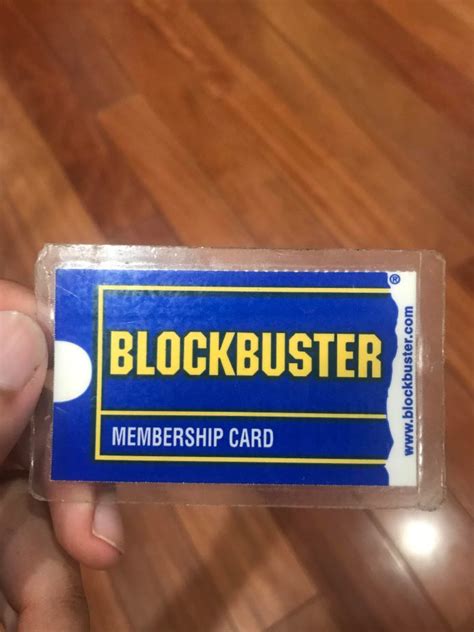 BLOCKBUSTER
®
MEMBERSHIP CARD
www.blockbuster.com